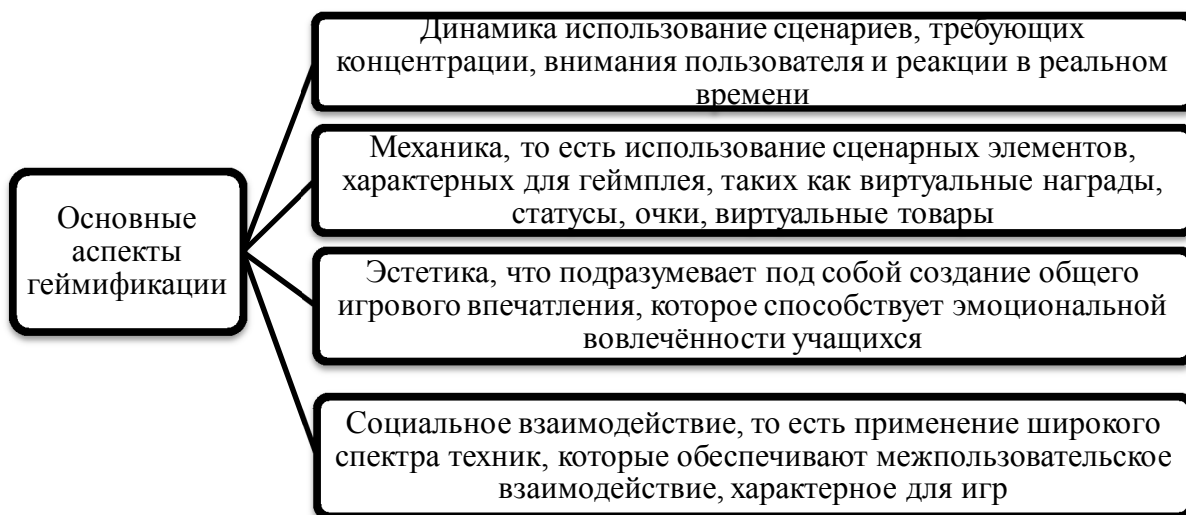 Основные
аспекты
геймификации
Динамика использование сценариев, требующих
концентрации, внимания пользователя и реакции в реальном
времени
Механика, то есть использование сценарных элементов,
характерных для геймплея, таких как виртуальные награды,
статусы, очки, виртуальные товары
Эстетика, что подразумевает под собой создание общего
игрового впечатления, которое способствует эмоциональной
вовлечённости учащихся
Социальное взаимодействие, то есть применение широкого
спектра техник, которые обеспечивают межпользовательское
взаимодействие, характерное для игр